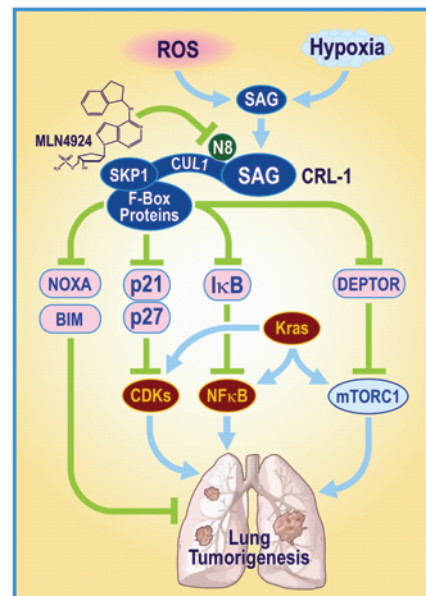 ROS
Hypoxia
SAG
MLN4924
N8
CUL1
SKP1
SAG
CRL-1
F-Box
Proteins
NOXA
p21
IκB
DEPTOR
BIM
p27
Kras
CDKs
NFκB
mTORC1
Lung
Tumorigenesis